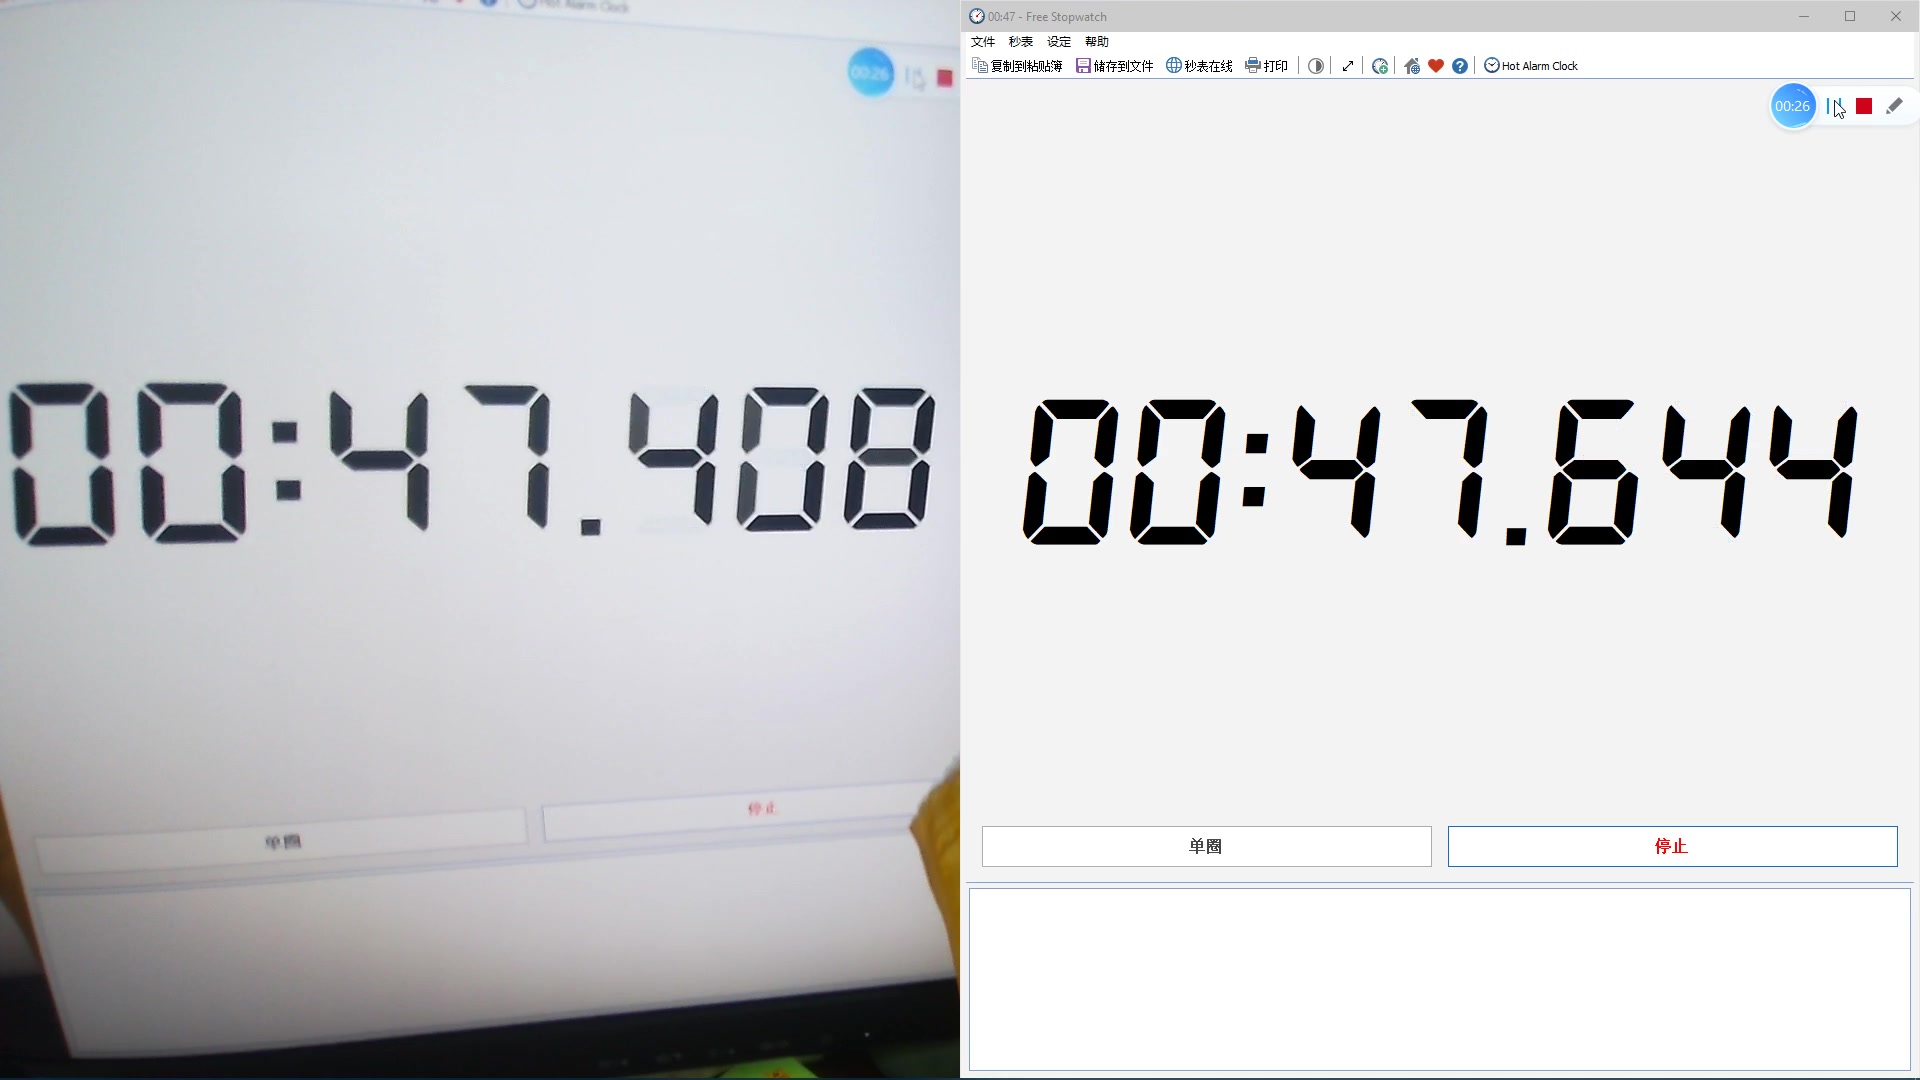 Hot Alarm Clock
00:26
00:47.408
单圈
停止
00:47 - Free Stopwatch
文件 秒表 设定 帮助
复制到粘贴簿 储存到文件 秒表在线 打印 Hot Alarm Clock
00:26
00:47.644
单圈 停止